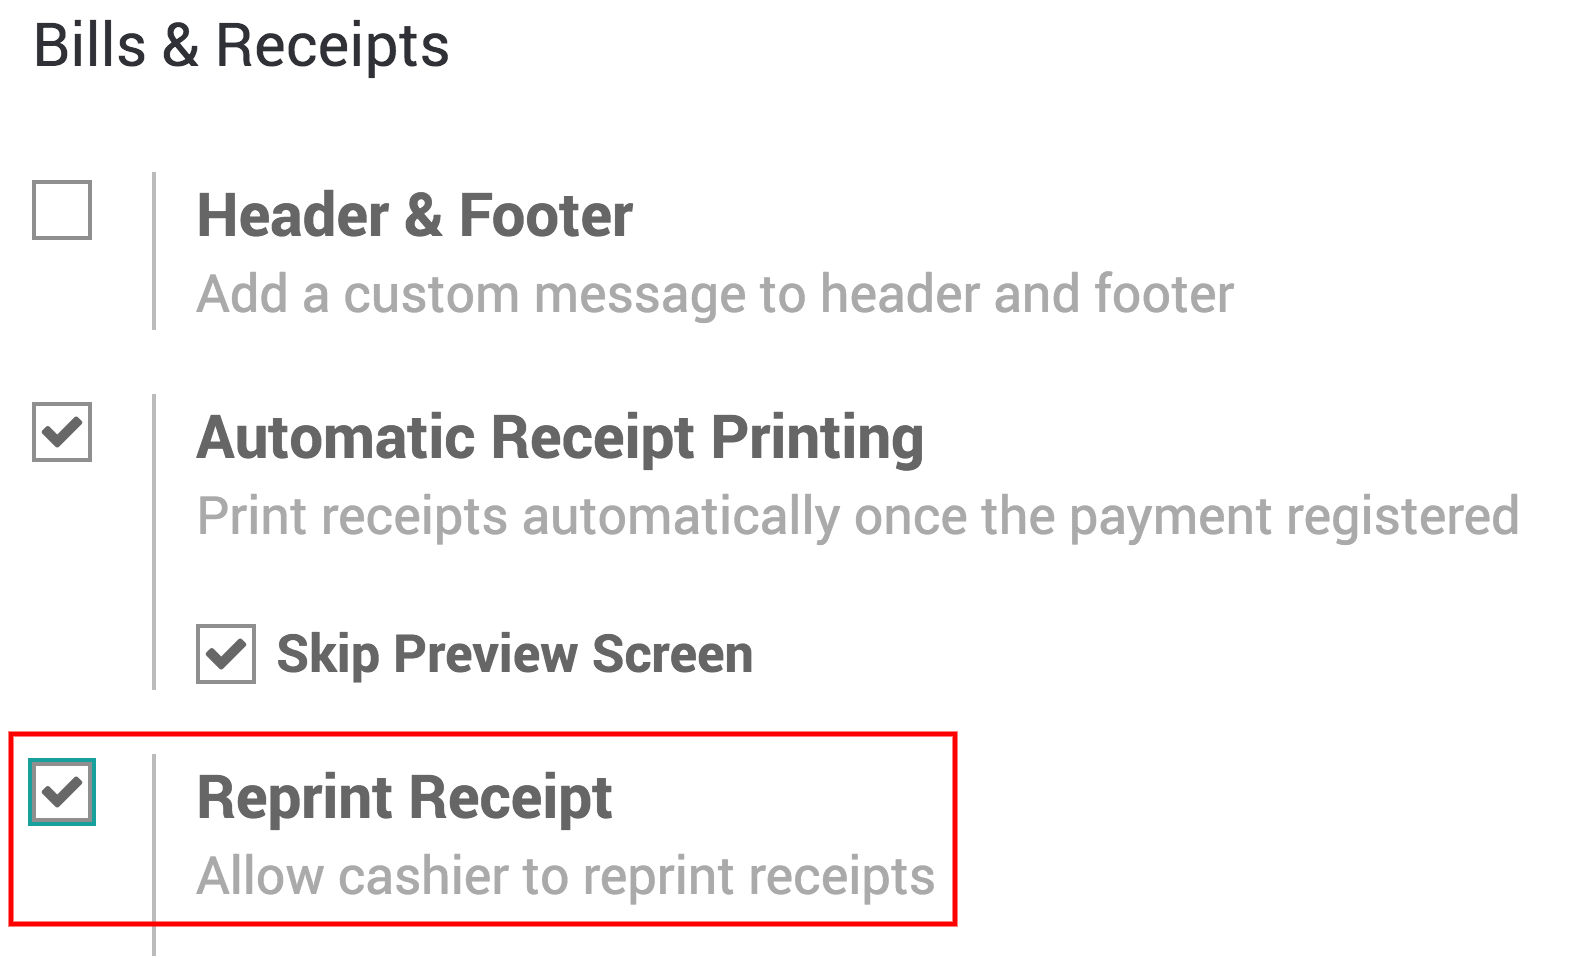 Bills & Receipts
Header & Footer
Add a custom message to header and footer
Automatic Receipt Printing
Print receipts automatically once the payment registered
Skip Preview Screen
Reprint Receipt
Allow cashier to reprint receipts